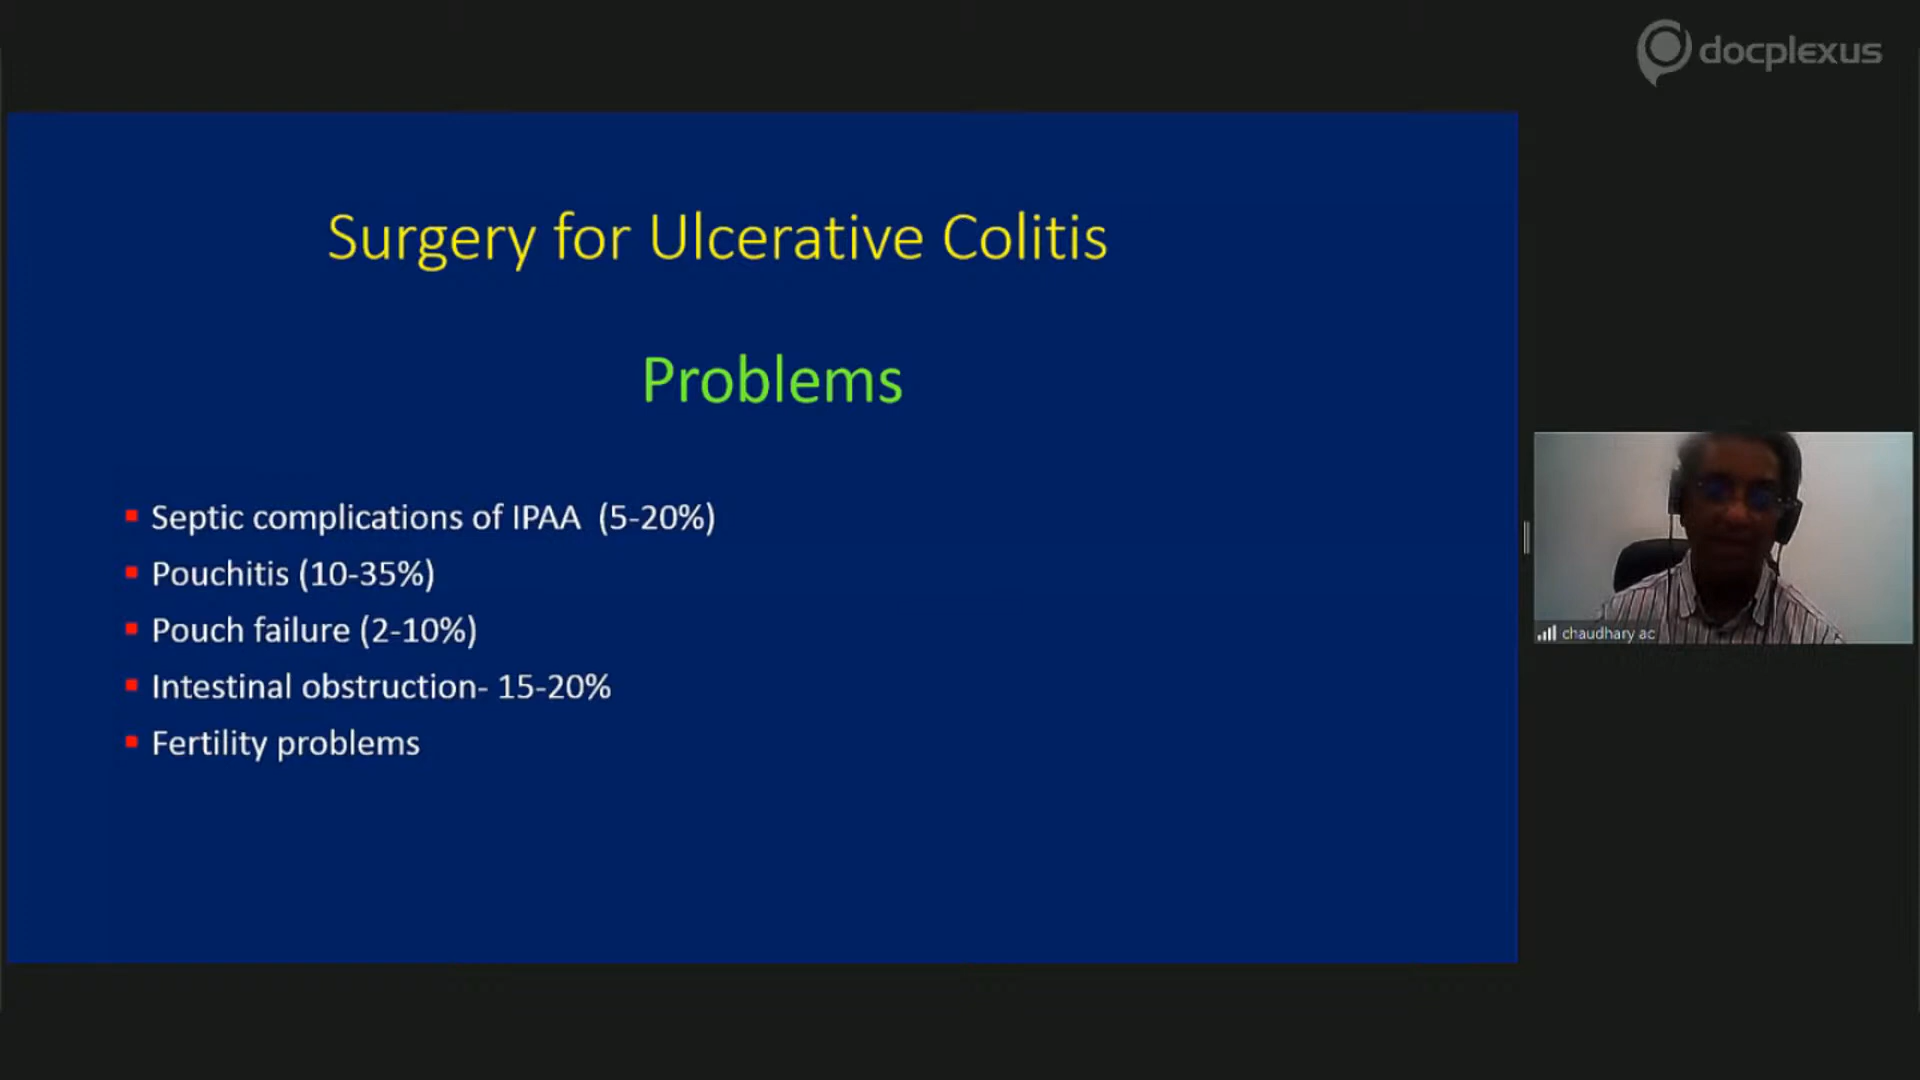 docplexus
Surgery for Ulcerative Colitis
Problems
Septic complications of IPAA (5-20%)
Pouchitis (10-35%)
Pouch failure (2-10%)
Intestinal obstruction- 15-20%
Fertility problems
chaudhary ac